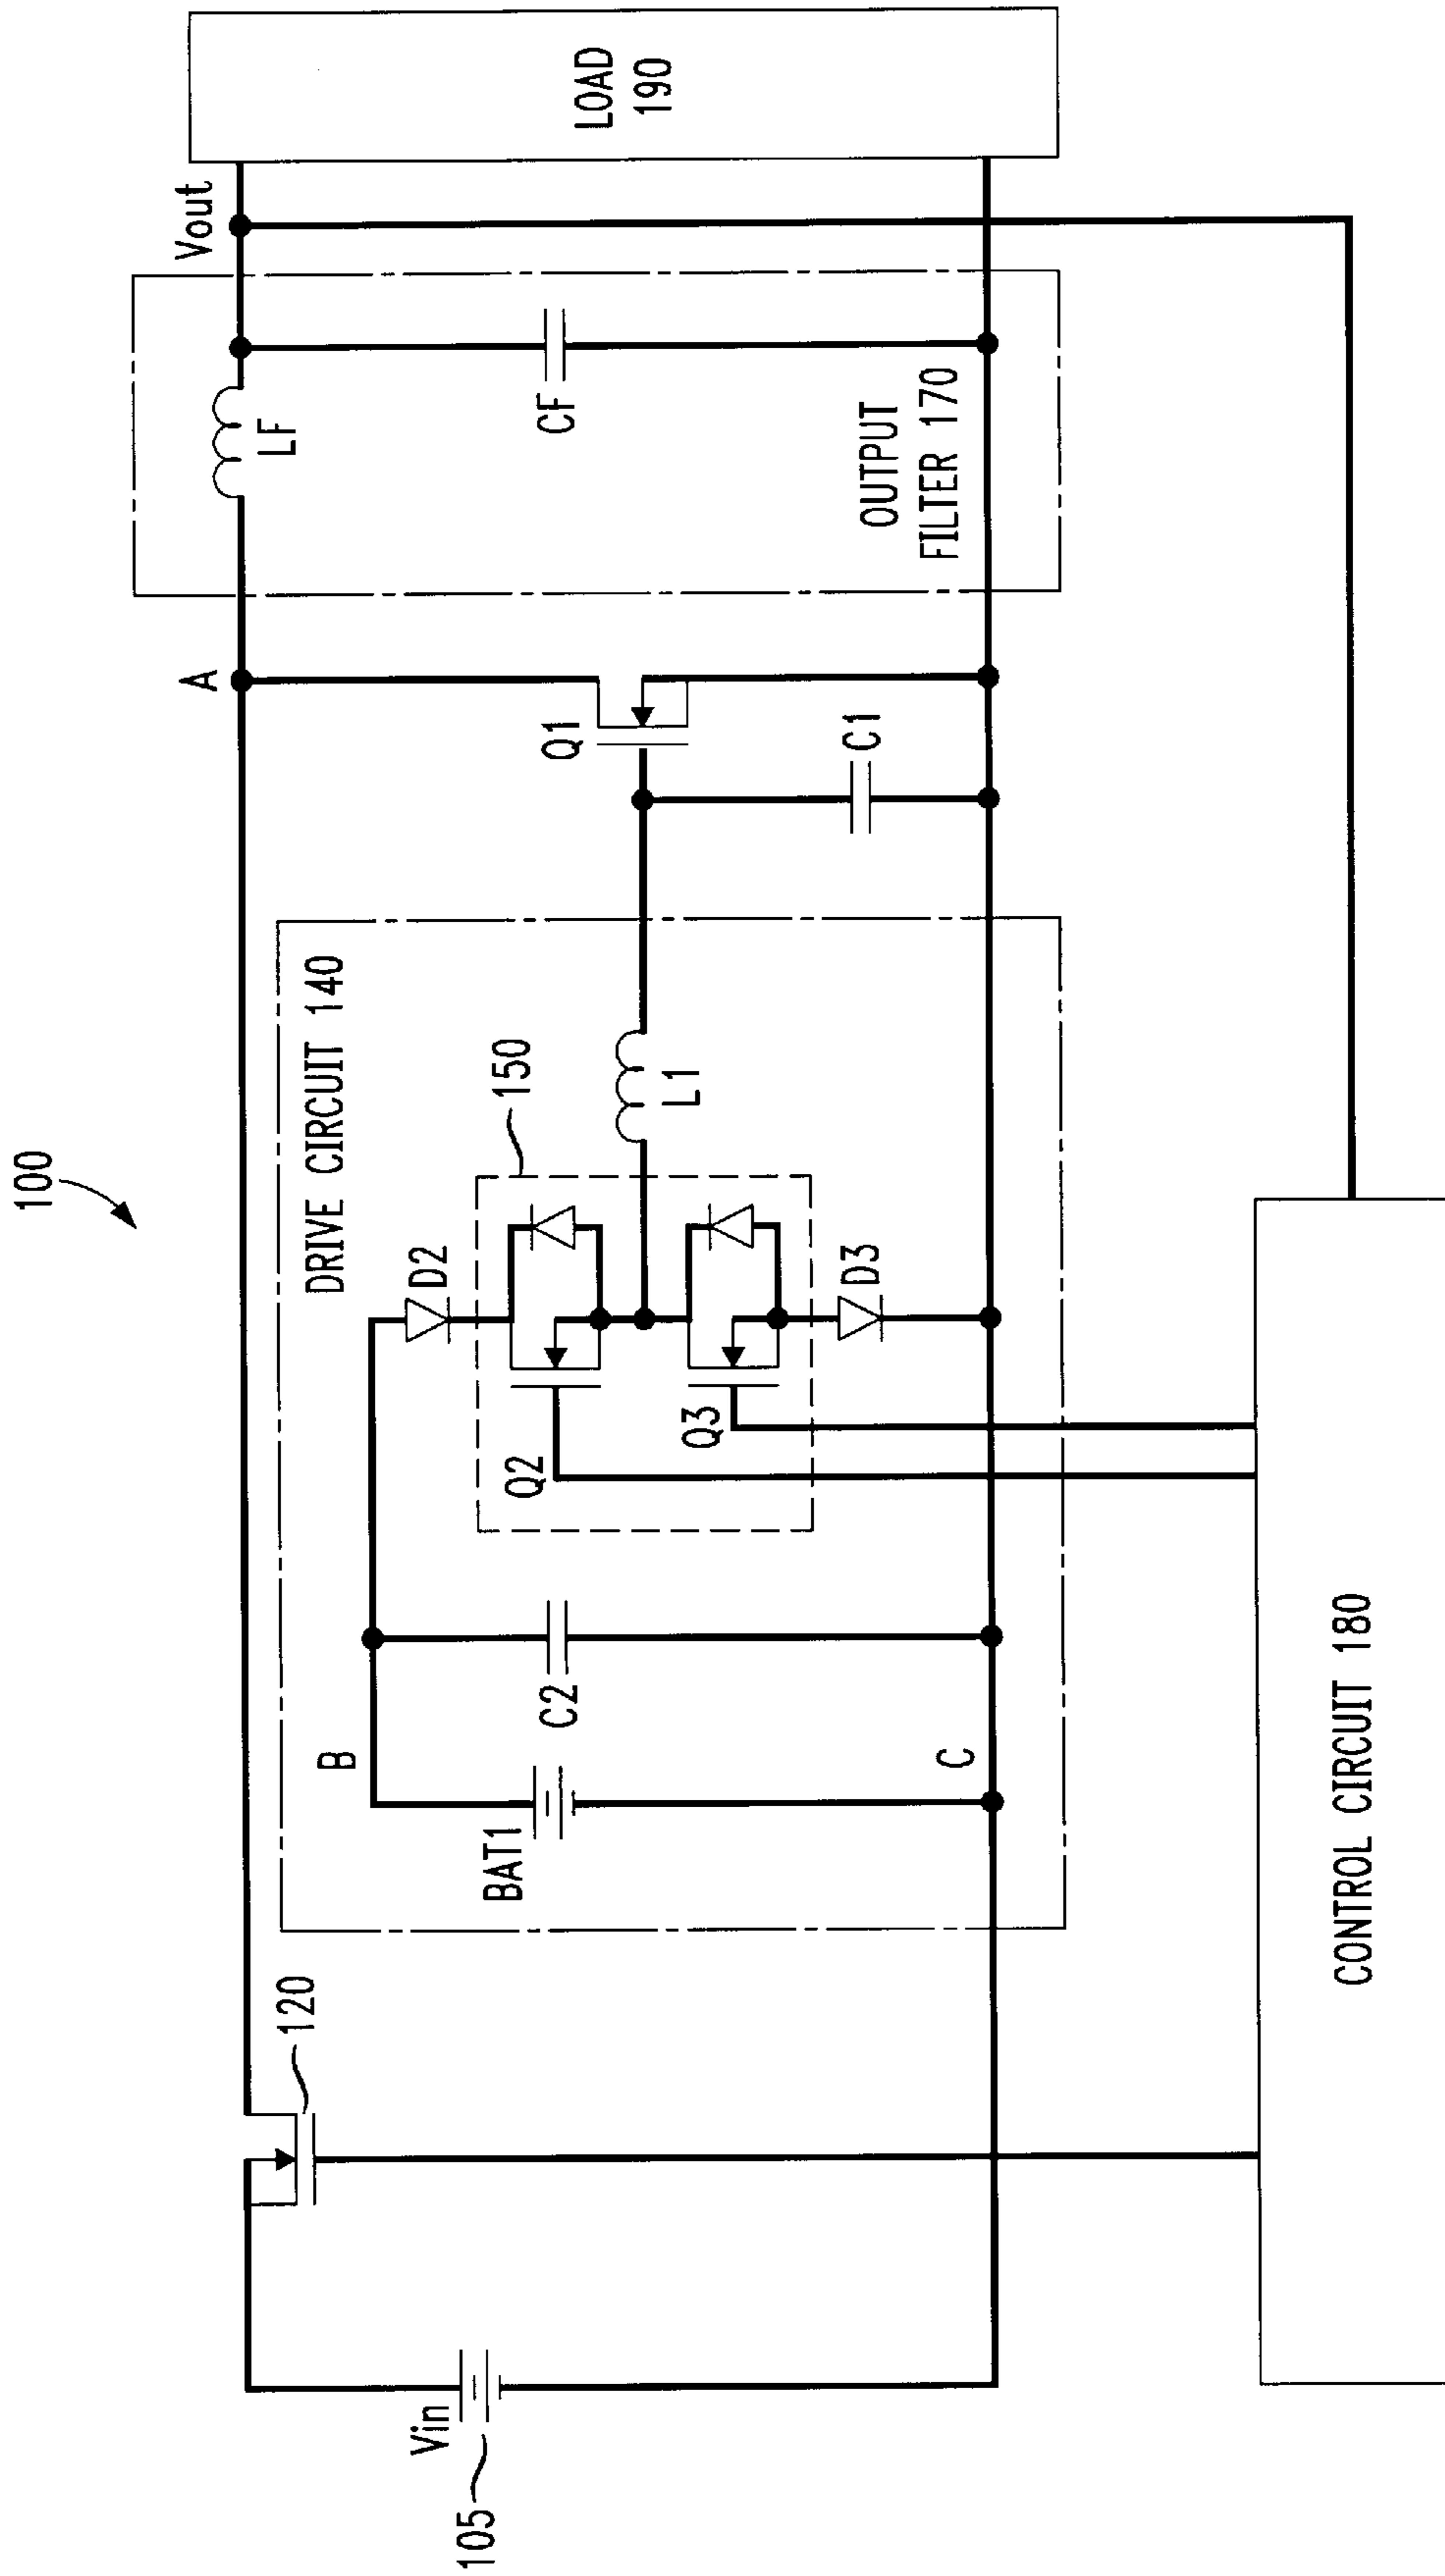 100
105
Vin
120
DRIVE CIRCUIT 140
B
BAT1
C2
C
Q2
Q3
D2
150
D3
L1
A
Q1
C1
LF
CF
OUTPUT
FILTER 170
Vout
LOAD
190
CONTROL CIRCUIT 180